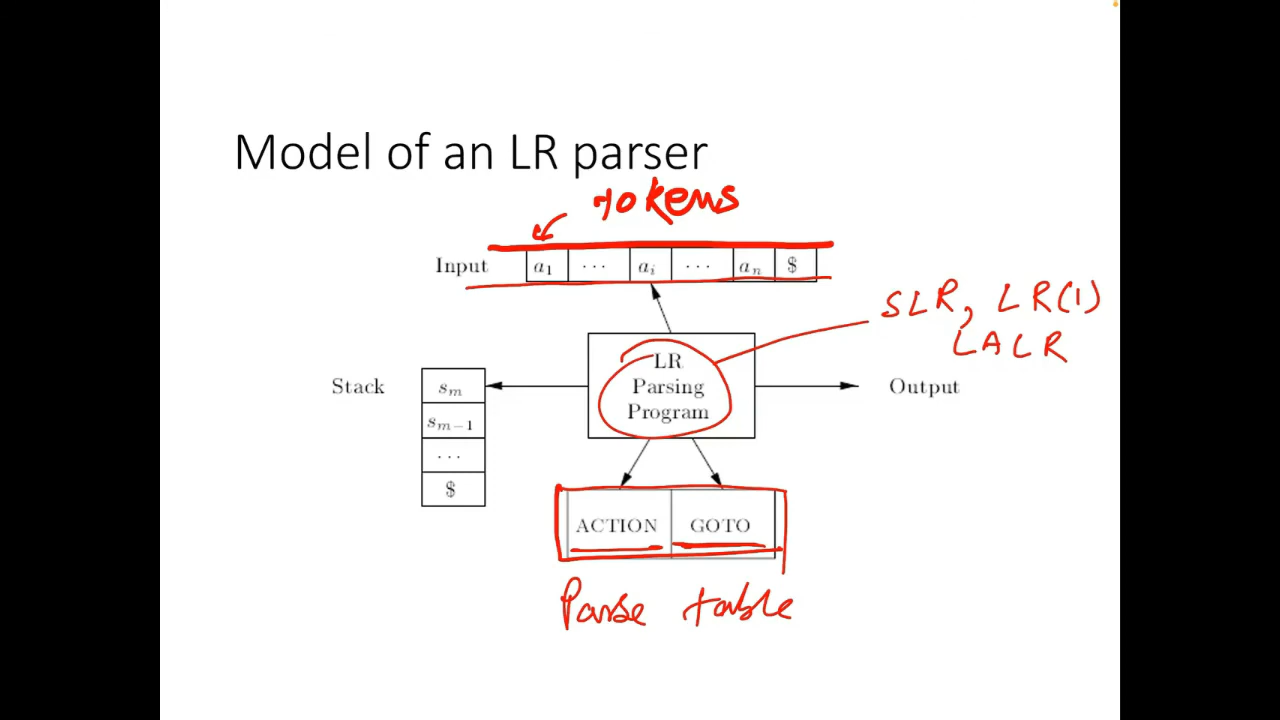 Model of an LR parser
tokens
Input a1 ... ai ... an $
SLR, LR(1)
LALR
LR
Parsing
Program
Stack
sm
sm−1
...
$
Output
ACTION GOTO
Parse table